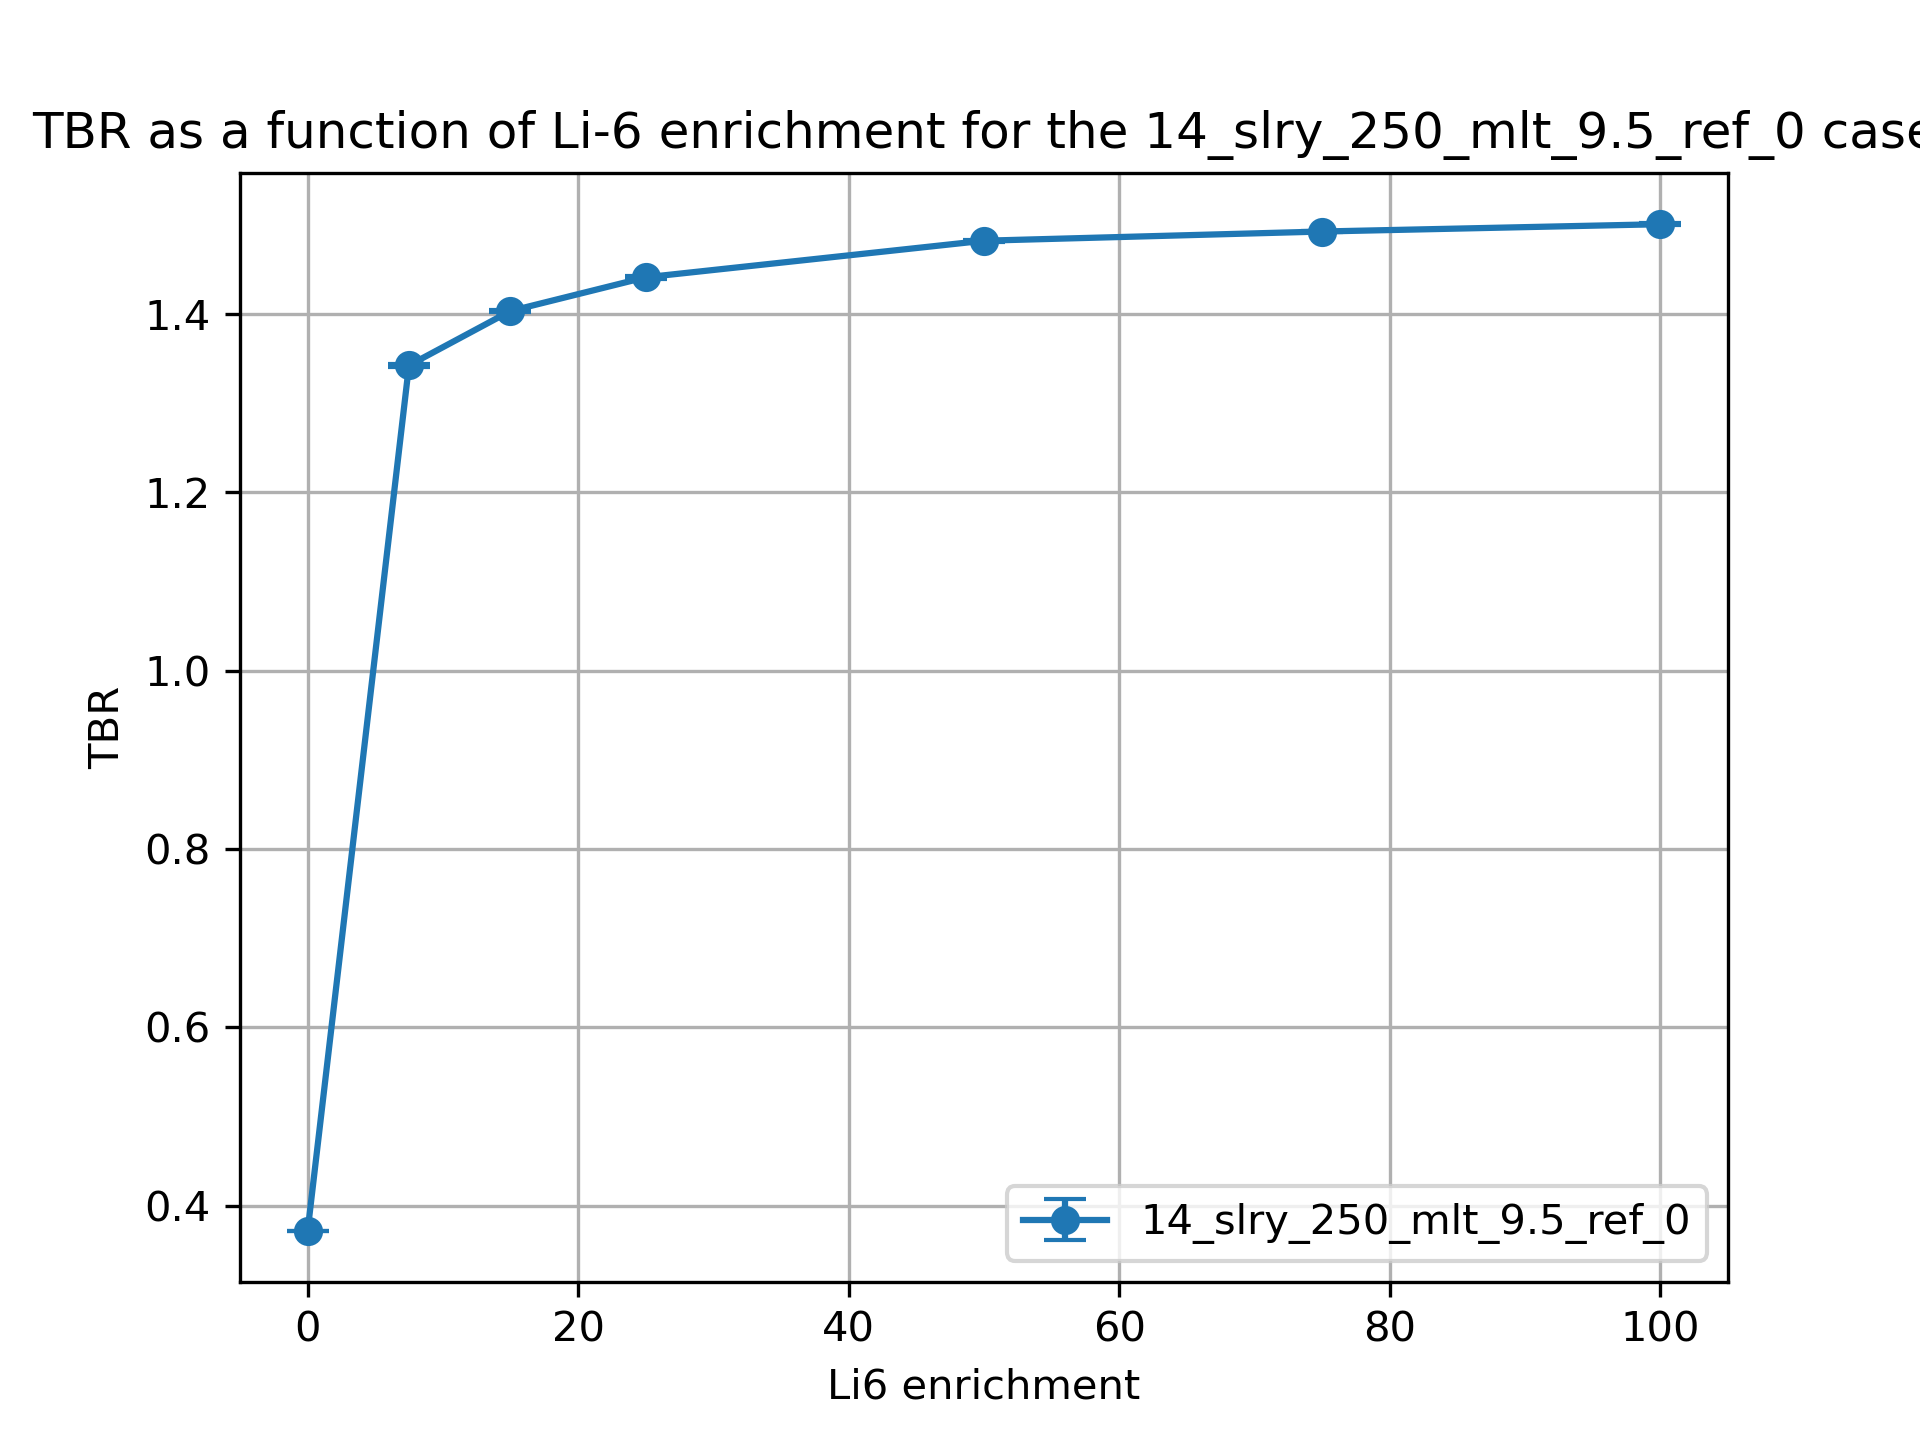 TBR as a function of Li-6 enrichment for the 14_slry_250_mlt_9.5_ref_0 case
1.4
1.2
1.0
0.8
0.6
0.4
TBR
14_slry_250_mlt_9.5_ref_0
0 20 40 60 80 100
Li6 enrichment